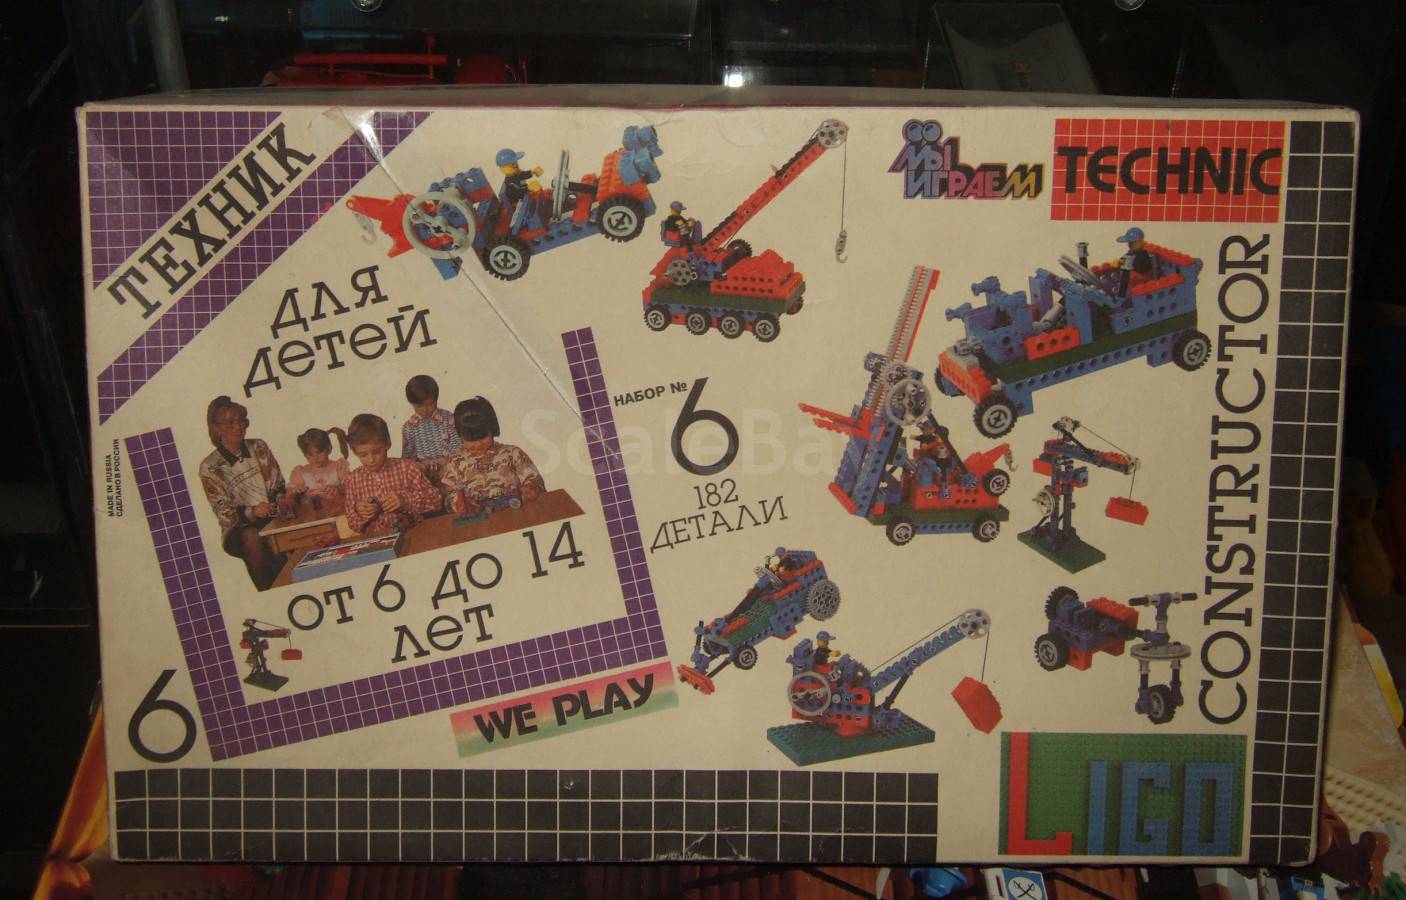 ТЕХНИК
ДЛЯ
ДЕТЕЙ
МЫ
ИГРАЕМ
TECHNIC
CONSTRUCTOR
НАБОР №
6
182
ДЕТАЛИ
MADE IN RUSSIA
СДЕЛАНО В РОССИИ
ОТ 6 ДО 14
ЛЕТ
6
WE PLAY
LIGO